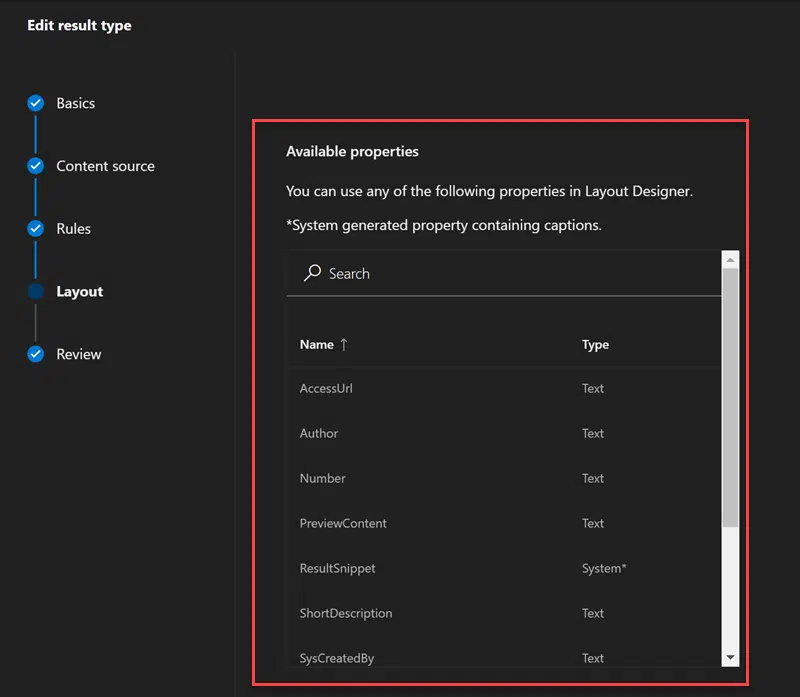 Edit result type
Basics
Content source
Rules
Layout
Review
Available properties
You can use any of the following properties in Layout Designer.
*System generated property containing captions.
Search
Name ↑ Type
AccessUrl Text
Author Text
Number Text
PreviewContent Text
ResultSnippet System*
ShortDescription Text
SysCreatedBy Text